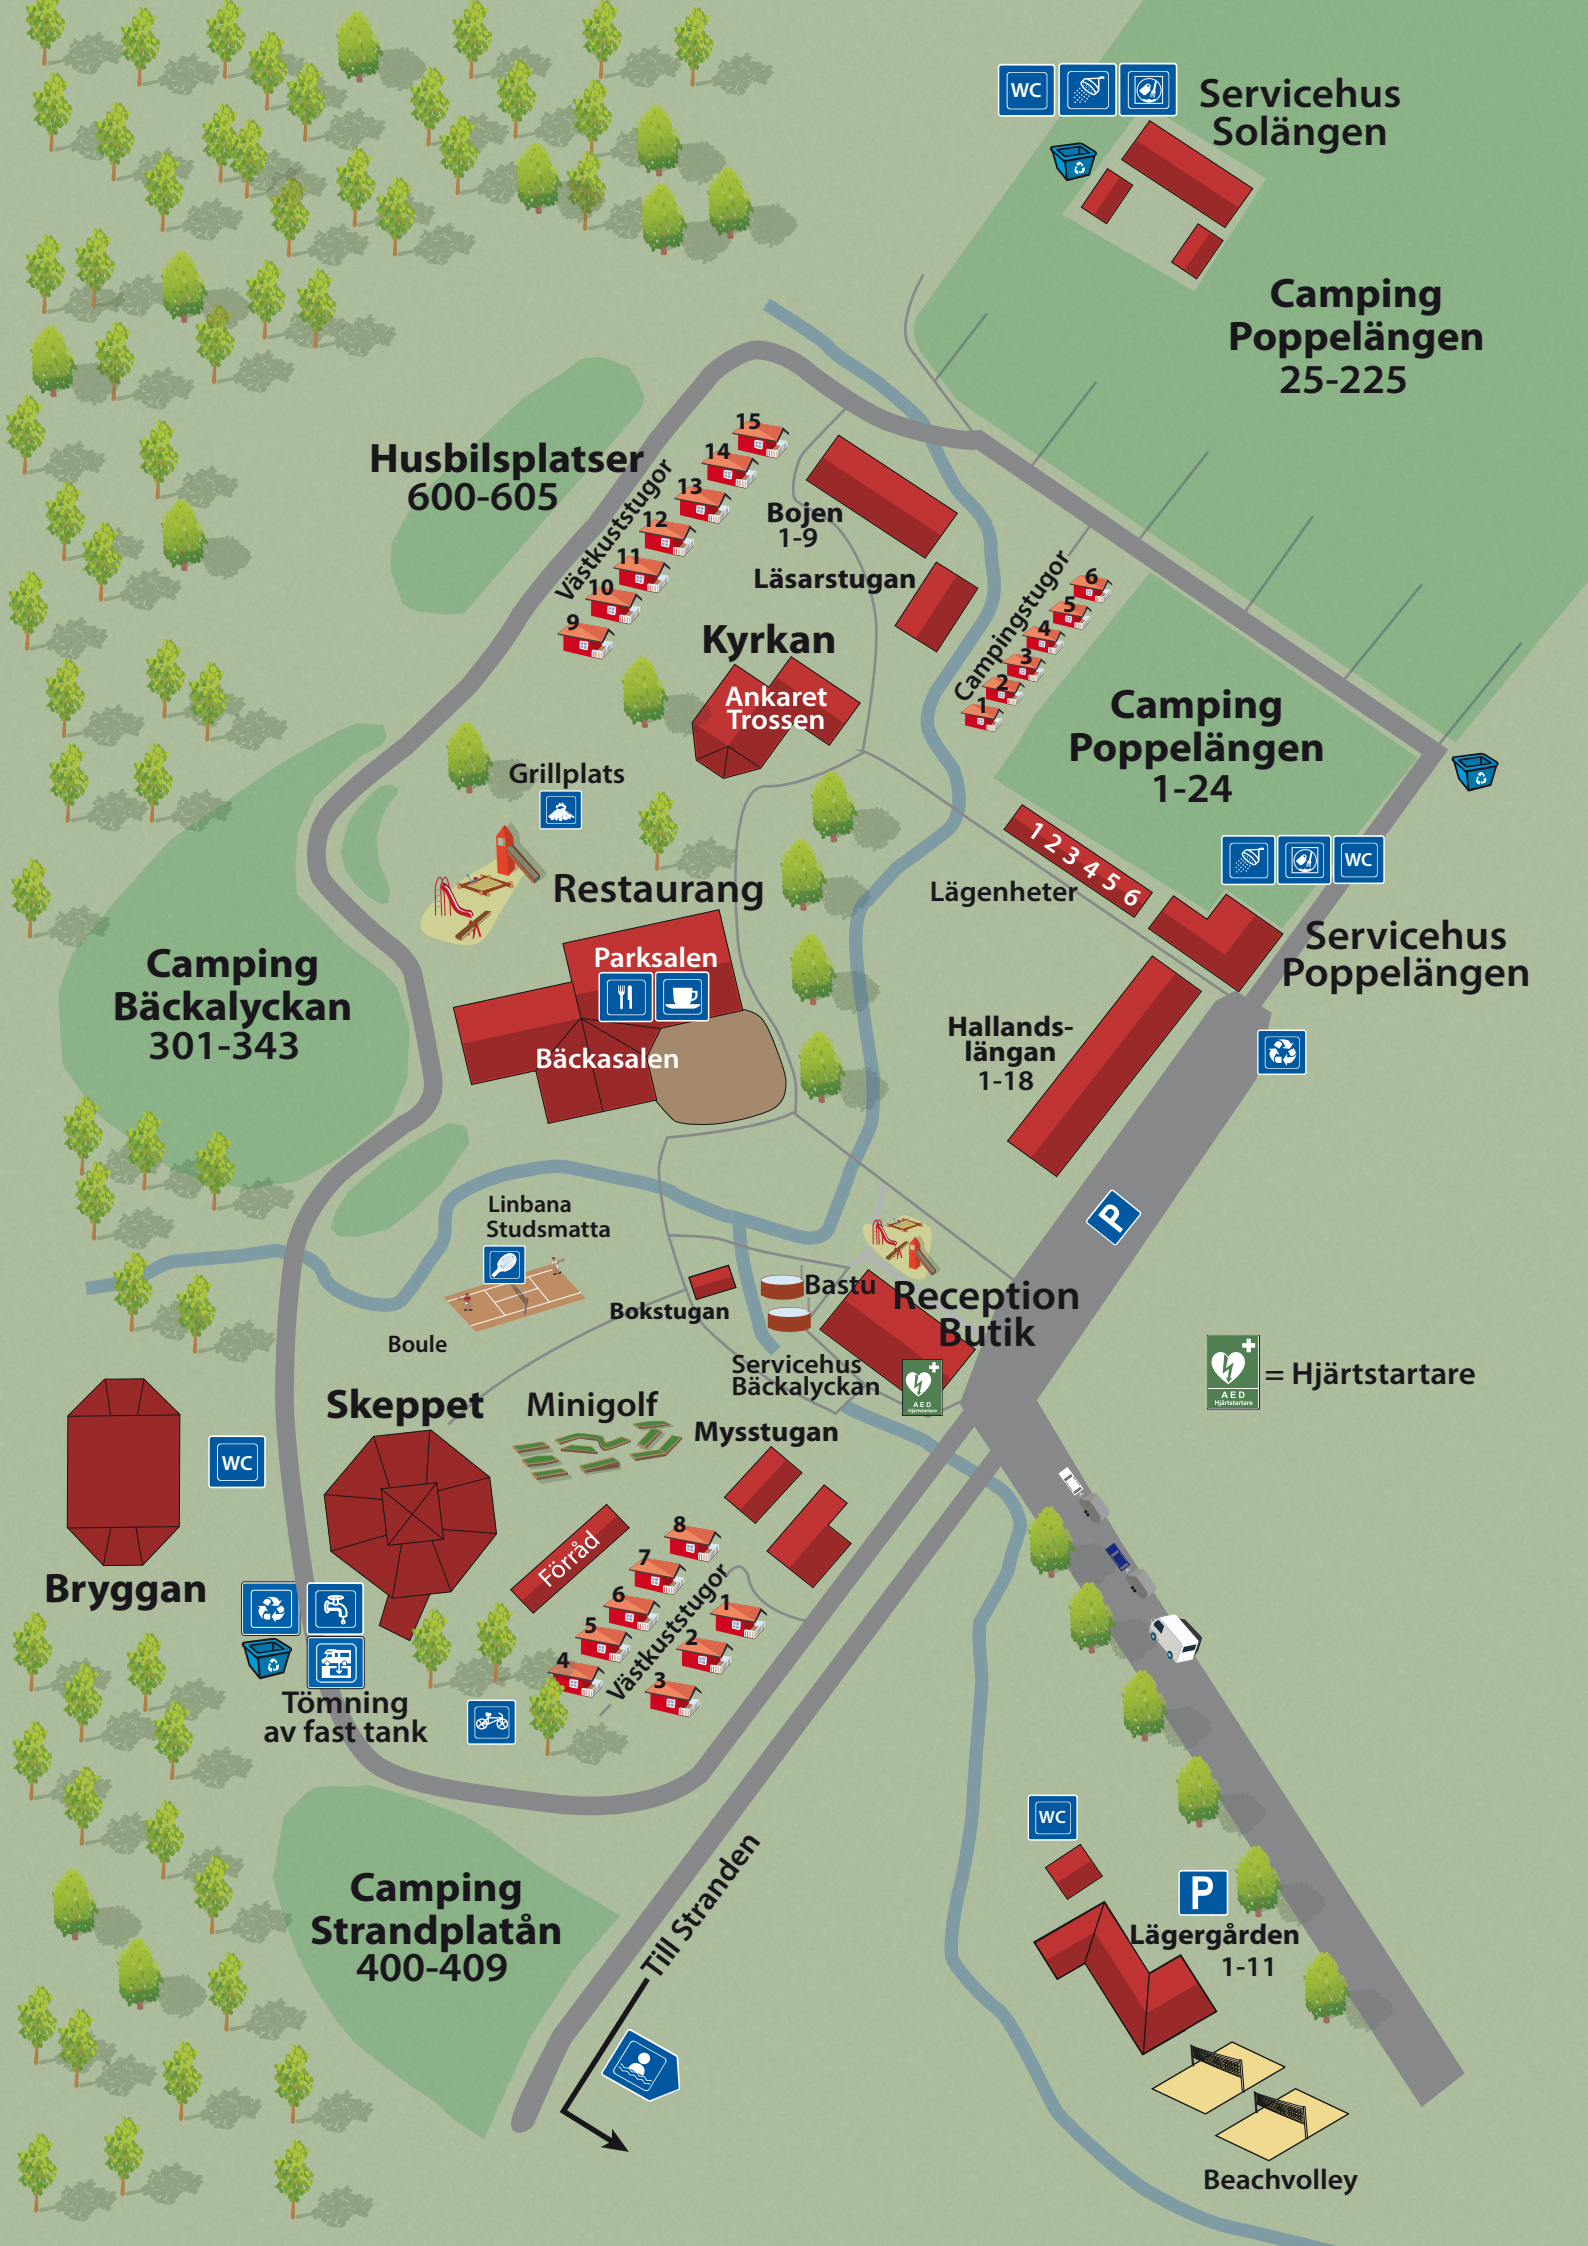 WC
Servicehus
Solängen
Camping
Poppelängen
25-225
Husbilsplatser
600-605
Västkuststugor
15
14
13
12
11
10
9
Bojen
1-9
Läsarstugan
Kyrkan
Ankaret
Trossen
Campingstugor
6
5
4
3
2
1
Camping
Poppelängen
1-24
Grillplats
1 2 3 4 5 6
Lägenheter
WC
Servicehus
Poppelängen
Restaurang
Parksalen
Bäckasalen
Camping
Bäckalyckan
301-343
Hallands-
längan
1-18
P
Linbana
Studsmatta
Boule
Bokstugan
Bastu
Reception
Butik
Servicehus
Bäckalyckan
AED
Hjärtstartare
AED
Hjärtstartare
= Hjärtstartare
Skeppet
Minigolf
Mysstugan
WC
Bryggan
Förråd
8
7
6
5
4
Västkuststugor
1
2
3
Tömning
av fast tank
Camping
Strandplatån
400-409
Till Stranden
WC
P
Lägergården
1-11
Beachvolley